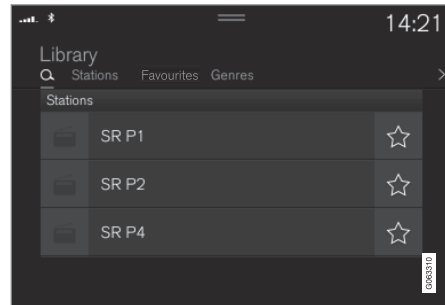 14:21
Library
Stations Favourites Genres
Stations
SR P1
SR P2
SR P4
G063310